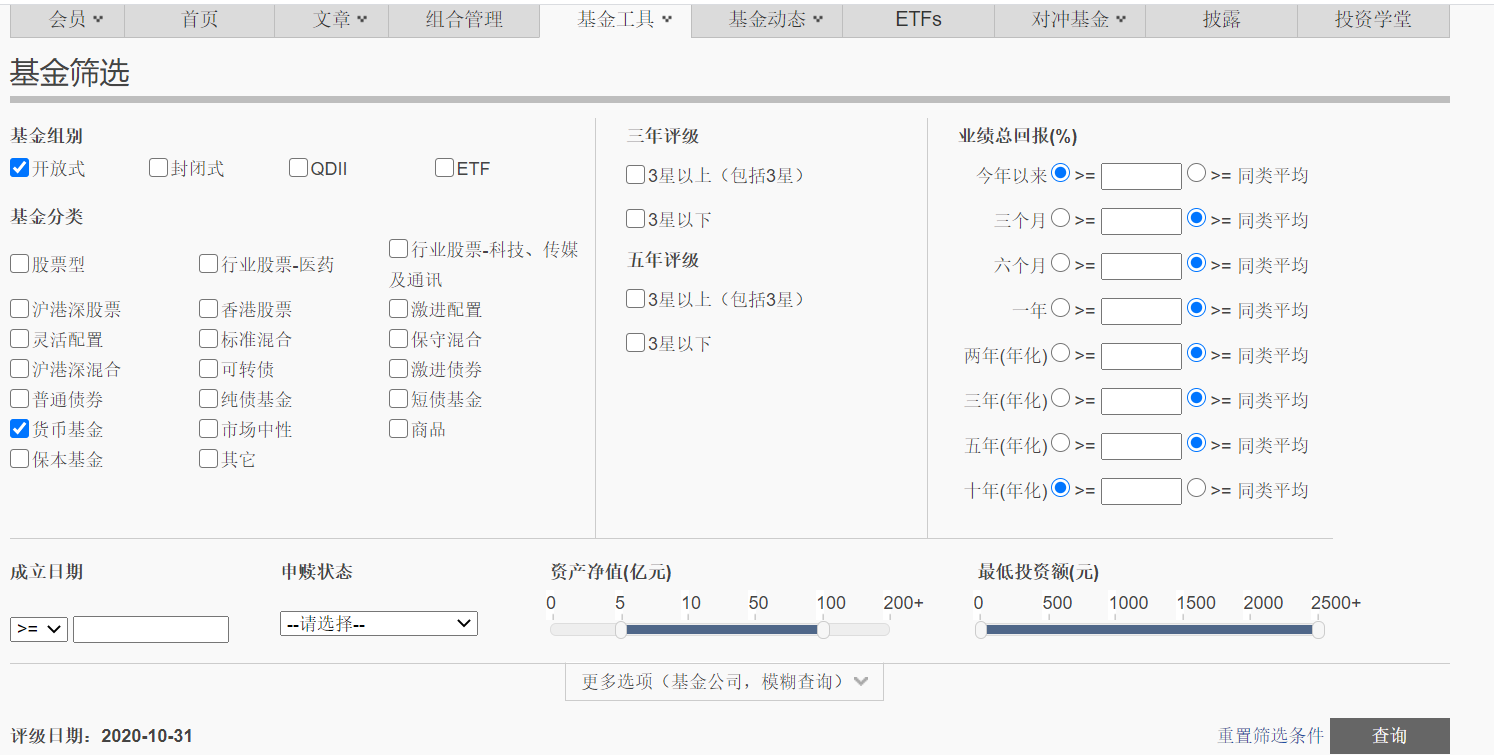 会员 首页 文章 组合管理 基金工具 基金动态 ETFs 对冲基金 披露 投资学堂
基金筛选
基金组别
开放式 封闭式 QDII ETF
基金分类
股票型 行业股票-医药 行业股票-科技、传媒
及通讯
沪港深股票 香港股票 激进配置
灵活配置 标准混合 保守混合
沪港深混合 可转债 激进债券
普通债券 纯债基金 短债基金
货币基金 市场中性 商品
保本基金 其它
三年评级
3星以上（包括3星）
3星以下
五年评级
3星以上（包括3星）
3星以下
业绩总回报(%)
今年以来 >= >= 同类平均
三个月 >= >= 同类平均
六个月 >= >= 同类平均
一年 >= >= 同类平均
两年(年化) >= >= 同类平均
三年(年化) >= >= 同类平均
五年(年化) >= >= 同类平均
十年(年化) >= >= 同类平均
成立日期 申赎状态 资产净值(亿元) 最低投资额(元)
0 5 10 50 100 200+ 0 500 1000 1500 2000 2500+
>= --请选择--
更多选项（基金公司，模糊查询）
评级日期：2020-10-31 重置筛选条件 查询